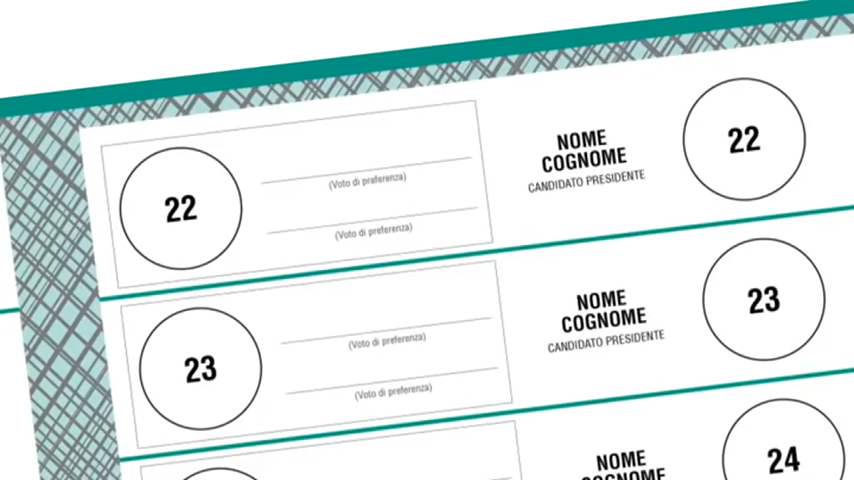 22
(Voto di preferenza)
(Voto di preferenza)
NOME
COGNOME
CANDIDATO PRESIDENTE
22
23
(Voto di preferenza)
(Voto di preferenza)
NOME
COGNOME
CANDIDATO PRESIDENTE
23
NOME
COGNOME
24